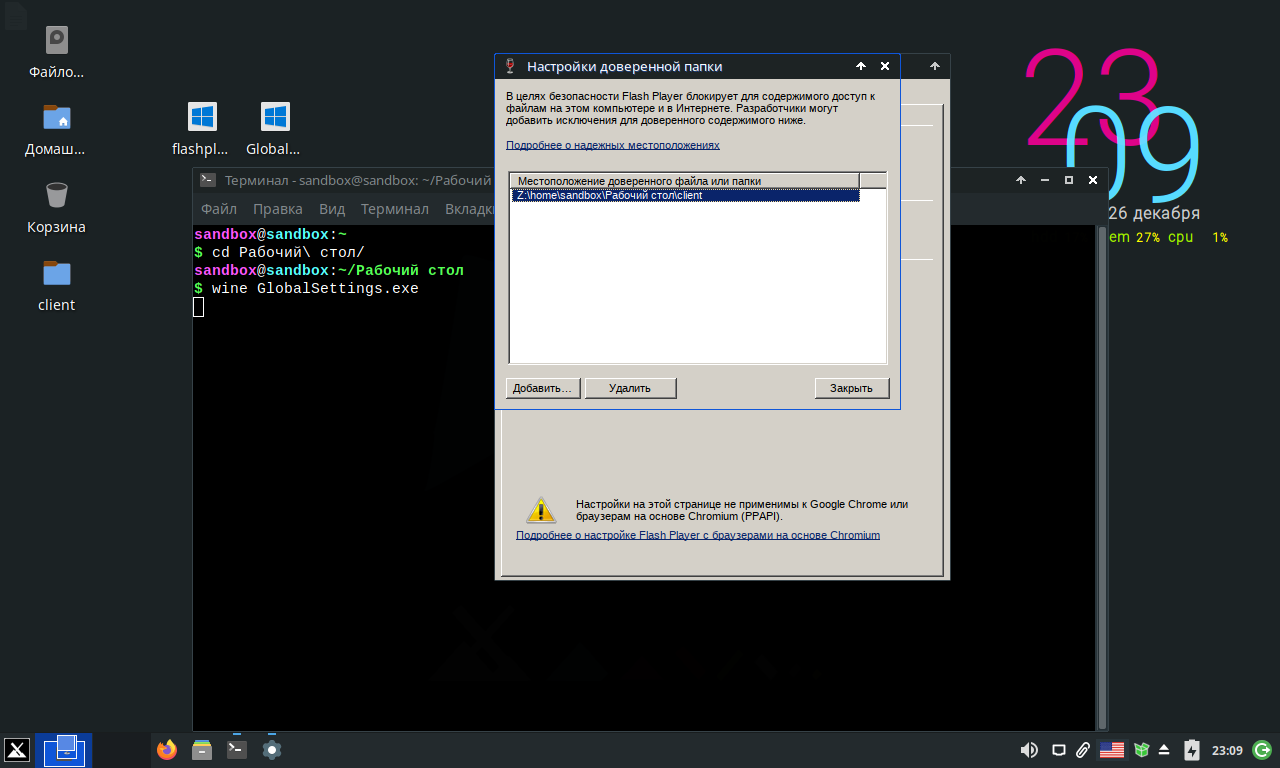 Файло...
Домаш...
Корзина
client
flashpl...
Global...
Настройки доверенной папки
В целях безопасности Flash Player блокирует для содержимого доступ к
файлам на этом компьютере и в Интернете. Разработчики могут
добавить исключения для доверенного содержимого ниже.
Подробнее о надежных местоположениях
Местоположение доверенного файла или папки
Z:\home\sandbox\Рабочий стол\client
Добавить...
Удалить
Закрыть
Настройки на этой странице не применимы к Google Chrome или
браузерам на основе Chromium (PPAPI).
Подробнее о настройке Flash Player с браузерами на основе Chromium
Терминал - sandbox@sandbox: ~/Рабочий
Файл Правка Вид Терминал Вкладк
sandbox@sandbox:~
$ cd Рабочий\ стол/
sandbox@sandbox:~/Рабочий стол
$ wine GlobalSettings.exe
23
09
26 декабря
em 27% cpu 1%
23:09